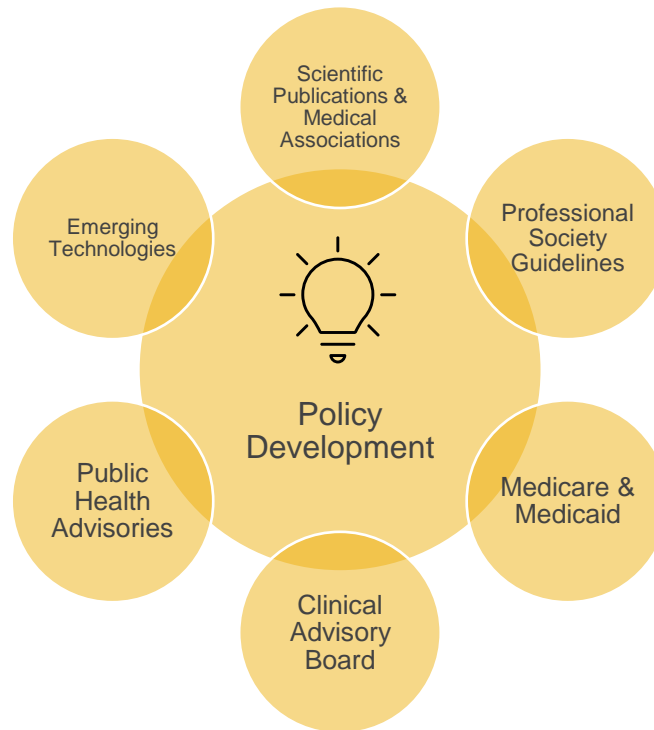 Scientific
Publications &
Medical
Associations
Emerging
Technologies
Professional
Society
Guidelines
Policy
Development
Public
Health
Advisories
Medicare &
Medicaid
Clinical
Advisory
Board